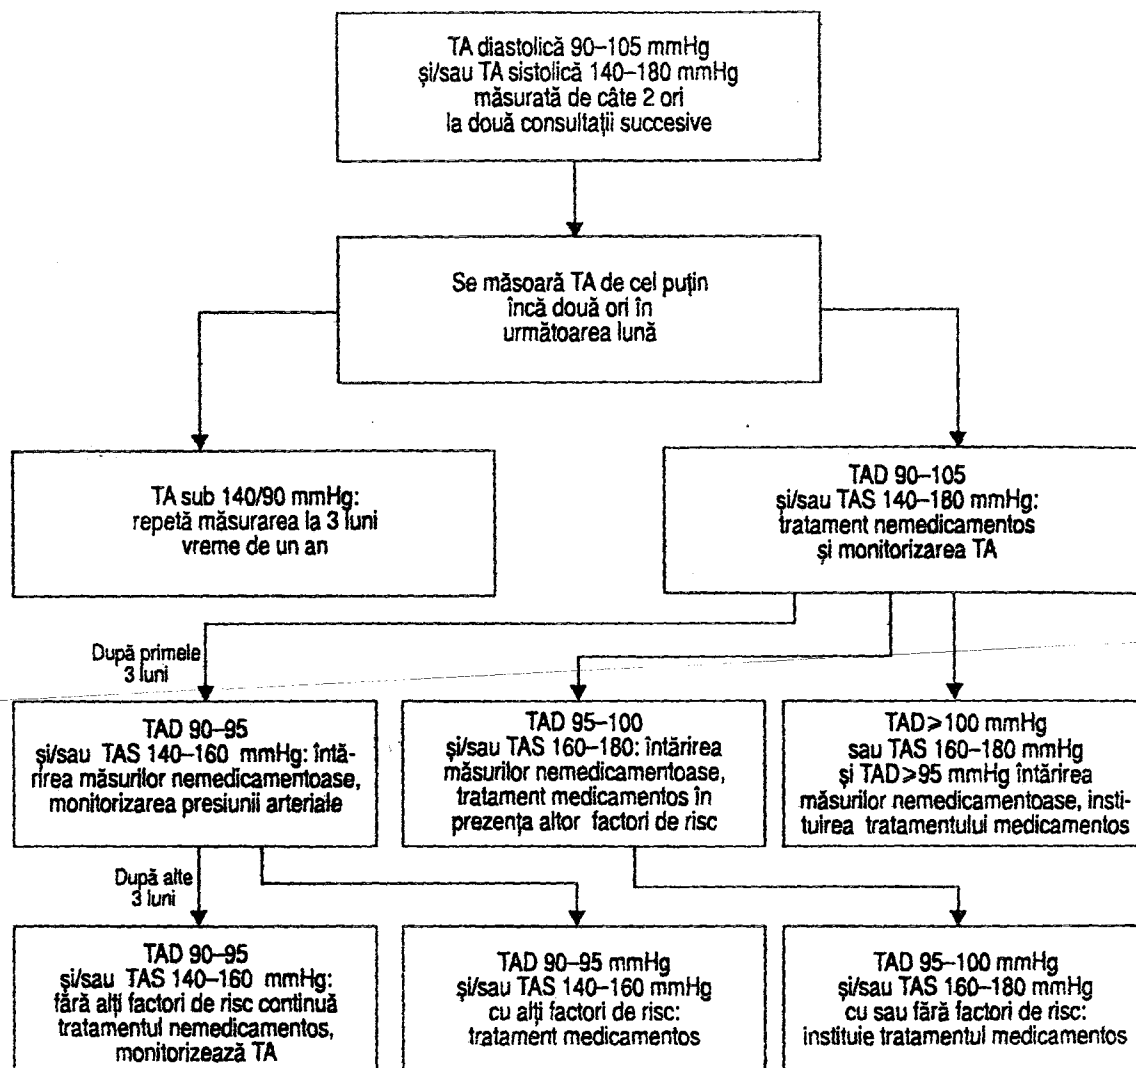 TA diastolică 90–105 mmHg
și/sau TA sistolică 140–180 mmHg
măsurată de câte 2 ori
la două consultații succesive
Se măsoară TA de cel puțin
încă două ori în
următoarea lună
TA sub 140/90 mmHg:
repetă măsurarea la 3 luni
vreme de un an
TAD 90–105
și/sau TAS 140–180 mmHg:
tratament nemedicamentos
și monitorizarea TA
După primele
3 luni
TAD 90–95
și/sau TAS 140–160 mmHg: întă-
rirea măsurilor nemedicamentoase,
monitorizarea presiunii arteriale
TAD 95–100
și/sau TAS 160–180: întărirea
măsurilor nemedicamentoase,
tratament medicamentos în
prezența altor factori de risc
TAD⩾100 mmHg
sau TAS 160–180 mmHg
și TAD⩾95 mmHg întărirea
măsurilor nemedicamentoase, insti-
tuirea tratamentului medicamentos
După alte
3 luni
TAD 90–95
și/sau TAS 140–160 mmHg:
fără alți factori de risc continuă
tratamentul nemedicamentos,
monitorizează TA
TAD 90–95 mmHg
și/sau TAS 140–160 mmHg
cu alți factori de risc:
tratament medicamentos
TAD 95–100 mmHg
și/sau TAS 160–180 mmHg
cu sau fără factori de risc:
instituie tratamentul medicamentos